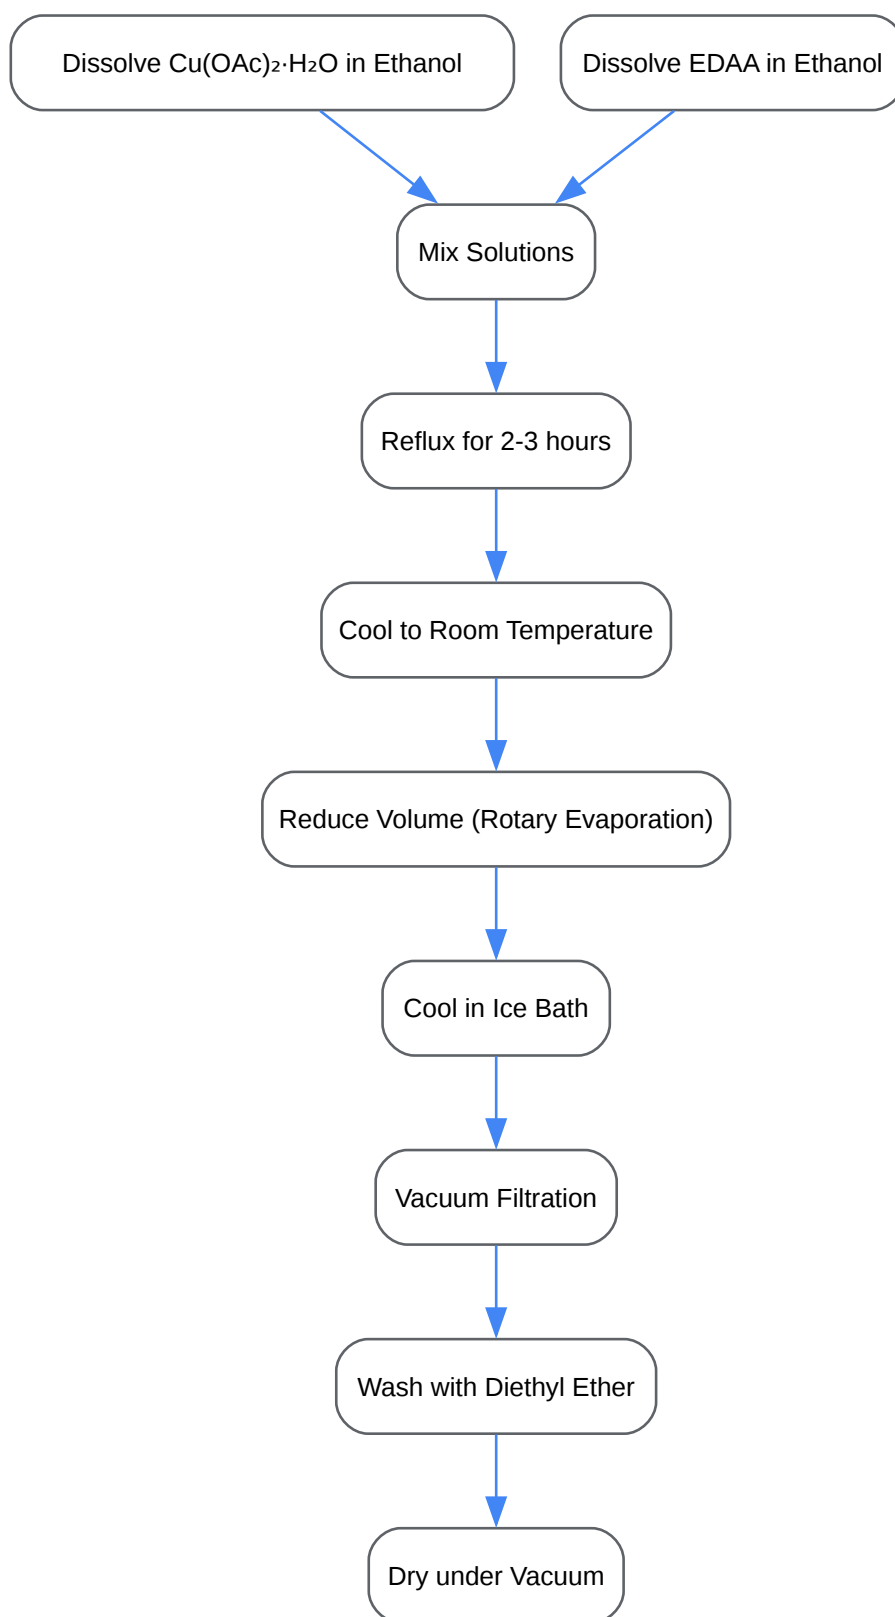 Dissolve Cu(OAc)₂·H₂O in Ethanol
Dissolve EDAA in Ethanol
Mix Solutions
Reflux for 2-3 hours
Cool to Room Temperature
Reduce Volume (Rotary Evaporation)
Cool in Ice Bath
Vacuum Filtration
Wash with Diethyl Ether
Dry under Vacuum